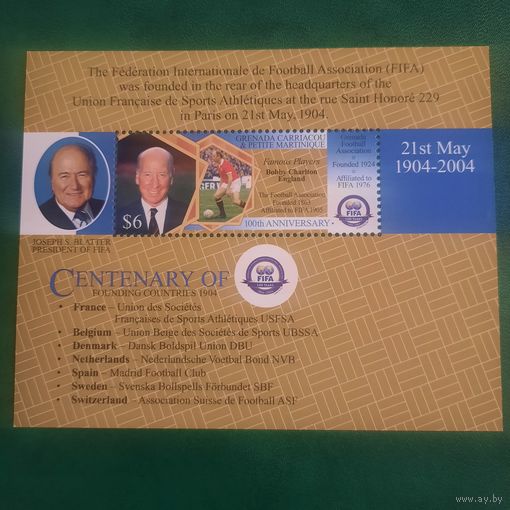 The Fédération Internationale de Football Association (FIFA)
was founded in the rear of the headquarters of the
Union Française de Sports Athlétiques at the rue Saint Honoré 229
in Paris on 21st May, 1904.
GRENADA CARRIACOU
& PETITE MARTINIQUE
Famous Players
Bobby Charlton
England
The Football Association
Founded 1863
Affiliated to FIFA 1905
100th ANNIVERSARY
$6
Grenada
Football
Association
Founded 1924
Affiliated to
FIFA 1976
FIFA
21st May
1904-2004
JOSEPH S. BLATTER
PRESIDENT OF FIFA
CENTENARY OF
FIFA
FOUNDING COUNTRIES 1904
• France – Union des Sociétés
Françaises de Sports Athlétiques USFSA
• Belgium – Union Belge des Sociétés de Sports UBSSA
• Denmark – Dansk Boldspil Union DBU
• Netherlands – Nederlandsche Voetbal Bond NVB
• Spain – Madrid Football Club
• Sweden – Svenska Bollspells Förbundet SBF
• Switzerland – Association Suisse de Football ASF
www.ay.by